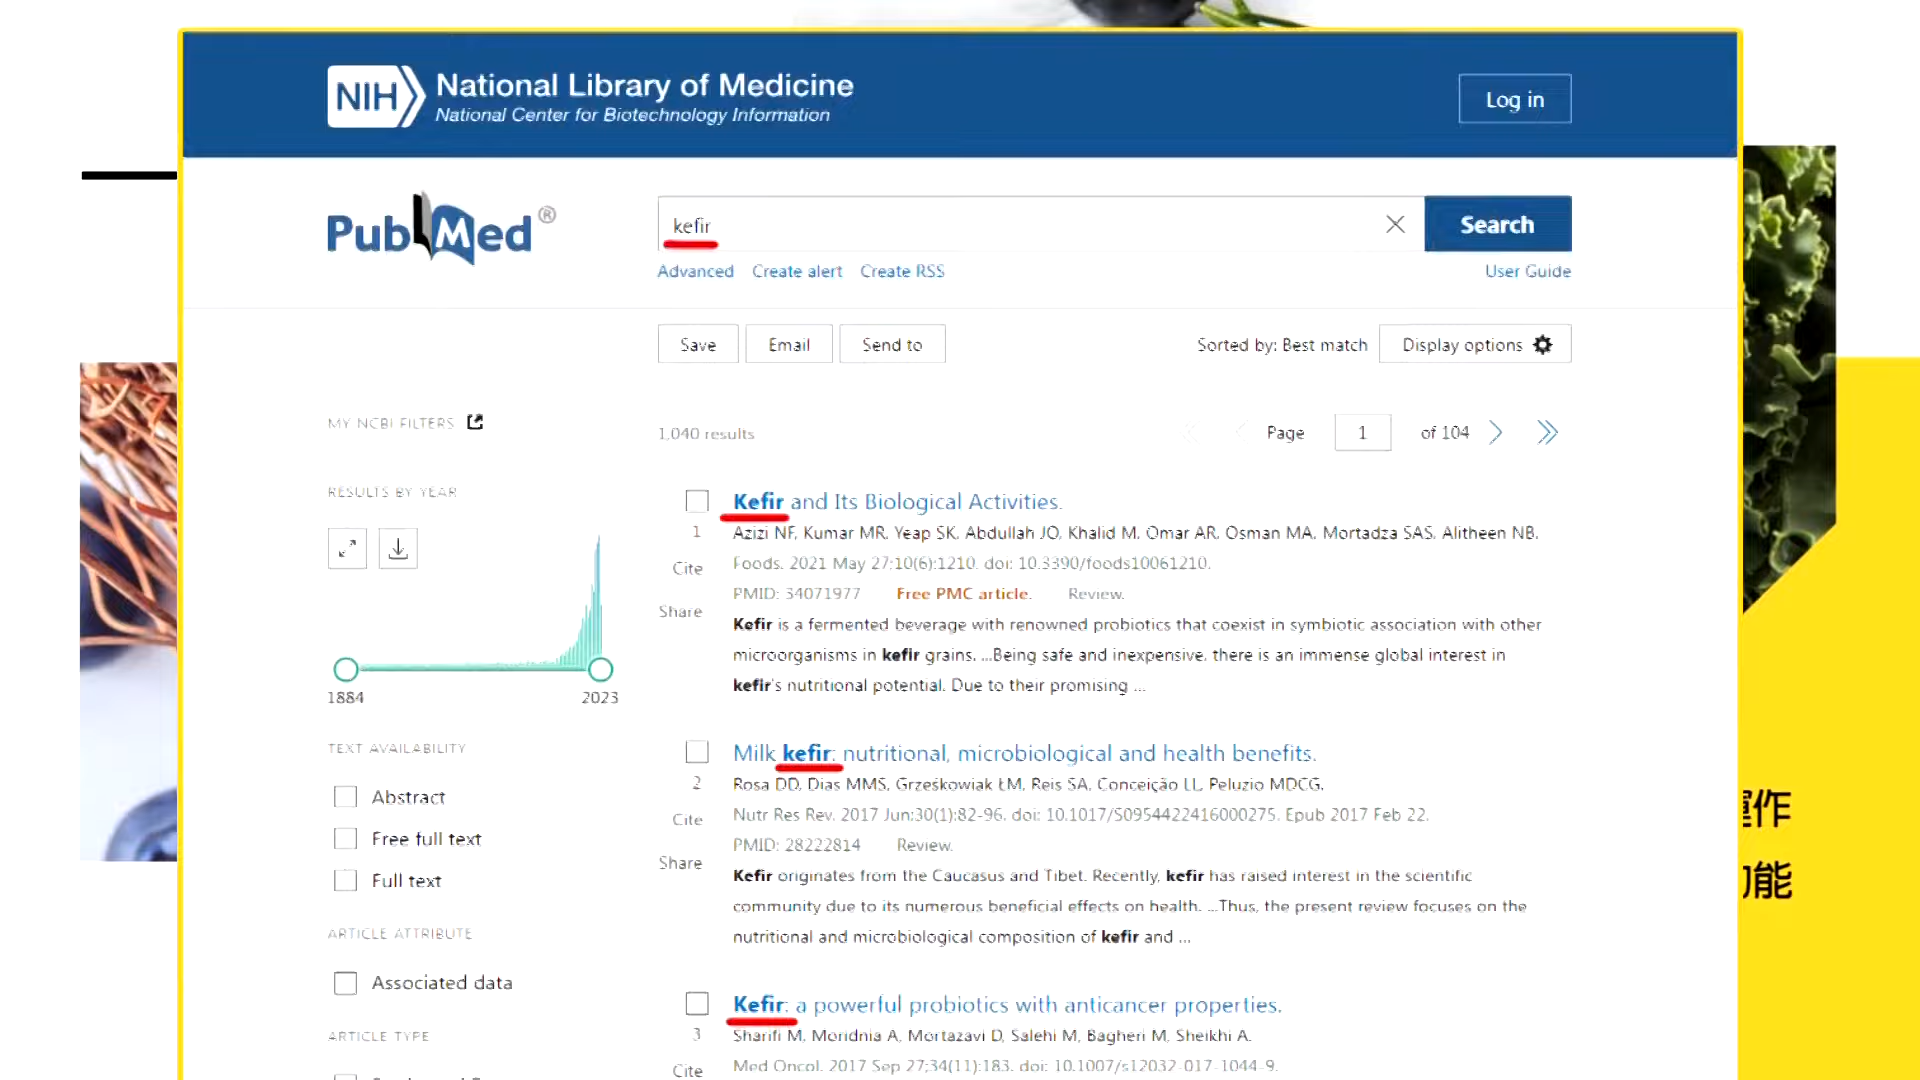 NIH National Library of Medicine
National Center for Biotechnology Information
Log in
PubMed®
kefir
Search
Advanced Create alert Create RSS
User Guide
Save Email Send to
Sorted by: Best match Display options
MY NCBI FILTERS
1,040 results
Page 1 of 104
RESULTS BY YEAR
1884 2023
TEXT AVAILABILITY
Abstract
Free full text
Full text
ARTICLE ATTRIBUTE
Associated data
ARTICLE TYPE
Kefir and Its Biological Activities.
1
Azizi NF, Kumar MR, Yeap SK, Abdullah JO, Khalid M, Omar AR, Osman MA, Mortadza SAS, Alitheen NB.
Cite
Foods. 2021 May 27;10(6):1210. doi: 10.3390/foods10061210.
PMID: 34071977 Free PMC article. Review.
Share
Kefir is a fermented beverage with renowned probiotics that coexist in symbiotic association with other
microorganisms in kefir grains. ...Being safe and inexpensive, there is an immense global interest in
kefir's nutritional potential. Due to their promising ...
Milk kefir: nutritional, microbiological and health benefits.
2
Rosa DD, Dias MMS, Grześkowiak ŁM, Reis SA, Conceição LL, Peluzio MDCG.
Cite
Nutr Res Rev. 2017 Jun;30(1):82-96. doi: 10.1017/S0954422416000275. Epub 2017 Feb 22.
PMID: 28222814 Review.
Share
Kefir originates from the Caucasus and Tibet. Recently, kefir has raised interest in the scientific
community due to its numerous beneficial effects on health. ...Thus, the present review focuses on the
nutritional and microbiological composition of kefir and ...
Kefir: a powerful probiotics with anticancer properties.
3
Sharifi M, Moridnia A, Mortazavi D, Salehi M, Bagheri M, Sheikhi A.
Cite
Med Oncol. 2017 Sep 27;34(11):183. doi: 10.1007/s12032-017-1044-9.
運作
功能